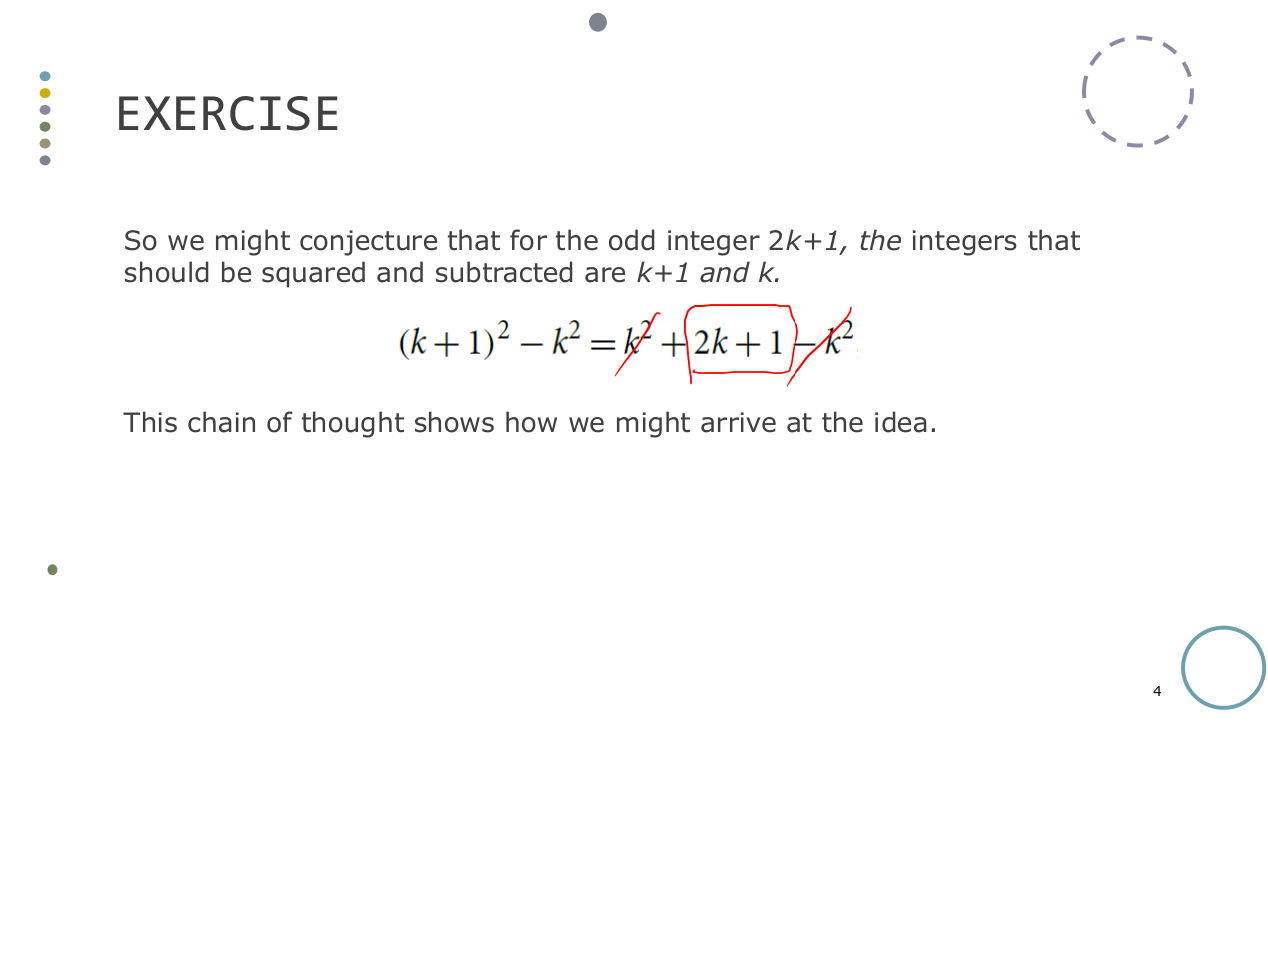 EXERCISE
So we might conjecture that for the odd integer 2k+1, the integers that
should be squared and subtracted are k+1 and k.
(k + 1)² − k² = k² + 2k + 1 − k²
This chain of thought shows how we might arrive at the idea.
4